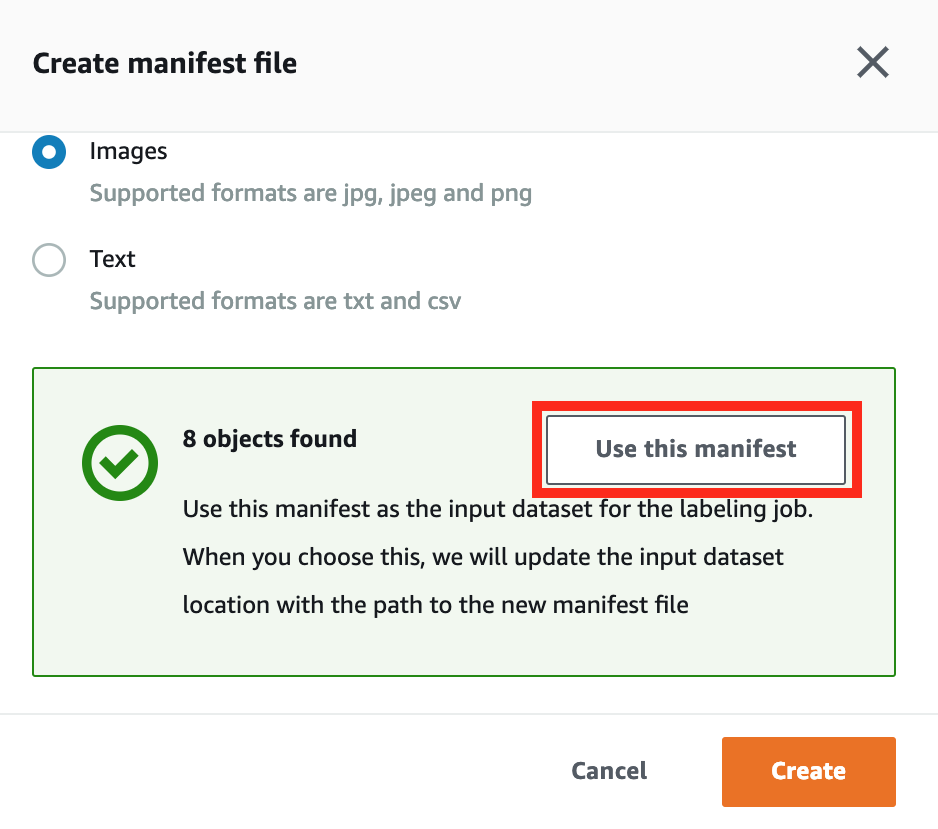 Create manifest file
Images
Supported formats are jpg, jpeg and png
Text
Supported formats are txt and csv
8 objects found
Use this manifest
Use this manifest as the input dataset for the labeling job.
When you choose this, we will update the input dataset
location with the path to the new manifest file
Cancel
Create